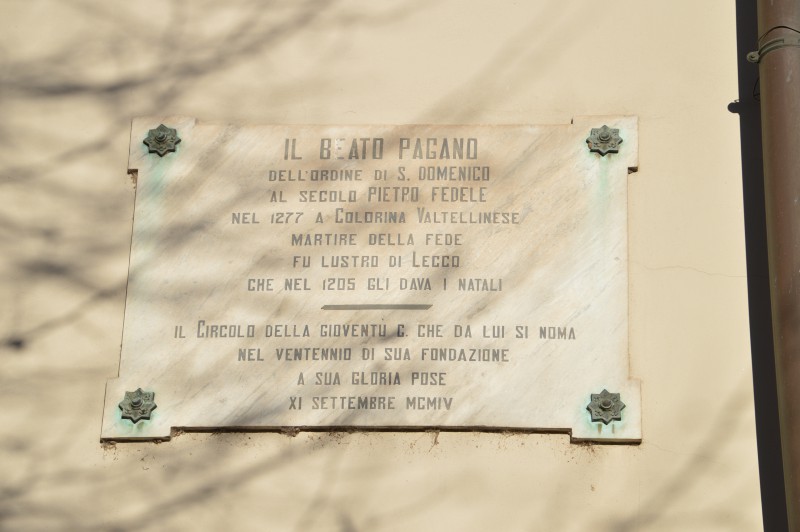 IL BEATO PAGANO
DELL'ORDINE DI S. DOMENICO
AL SECOLO PIETRO FEDELE
NEL 1277 A COLORINA VALTELLINESE
MARTIRE DELLA FEDE
FU LUSTRO DI LECCO
CHE NEL 1205 GLI DAVA I NATALI
IL CIRCOLO DELLA GIOVENTÙ C. CHE DA LUI SI NOMA
NEL VENTENNIO DI SUA FONDAZIONE
A SUA GLORIA POSE
XI SETTEMBRE MCMIV